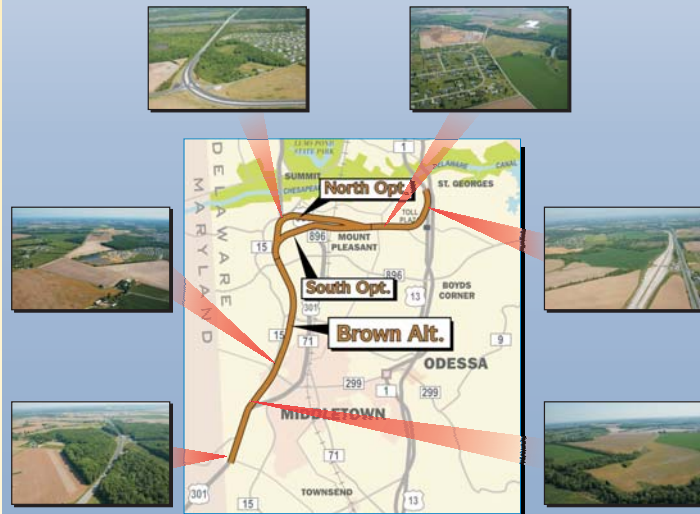 LUMS POND
STATE PARK
1
DELAWARE
CANAL
SUMMIT
CHESAPEAKE
ST. GEORGES
North Opt.
TOLL
PLAZA
DELAWARE
MARYLAND
896
MOUNT
PLEASANT
15
896
South Opt.
BOYDS
CORNER
301
13
15
Brown Alt.
71
9
ODESSA
299
1
299
MIDDLETOWN
71
301
15
TOWNSEND
13